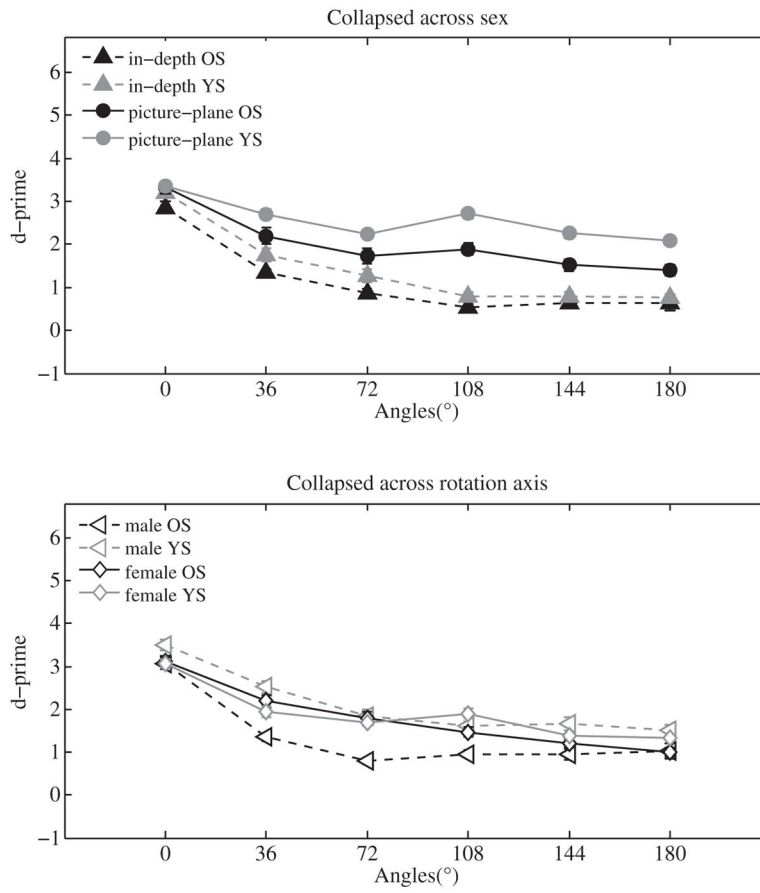 Collapsed across sex
in−depth OS
in−depth YS
picture−plane OS
picture−plane YS
6
5
4
3
2
1
0
−1
d−prime
0 36 72 108 144 180
Angles(°)
Collapsed across rotation axis
male OS
male YS
female OS
female YS
6
5
4
3
2
1
0
−1
d−prime
0 36 72 108 144 180
Angles(°)